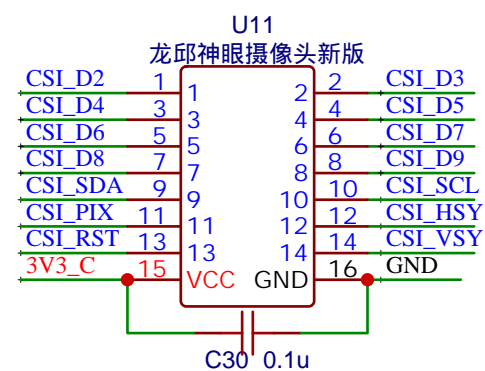 U11
龙邱神眼摄像头新版
CSI_D2 1 1 2 2 CSI_D3
CSI_D4 3 3 4 4 CSI_D5
CSI_D6 5 5 6 6 CSI_D7
CSI_D8 7 7 8 8 CSI_D9
CSI_SDA 9 9 10 10 CSI_SCL
CSI_PIX 11 11 12 12 CSI_HSY
CSI_RST 13 13 14 14 CSI_VSY
3V3_C 15 VCC GND 16 GND
C30 0.1u